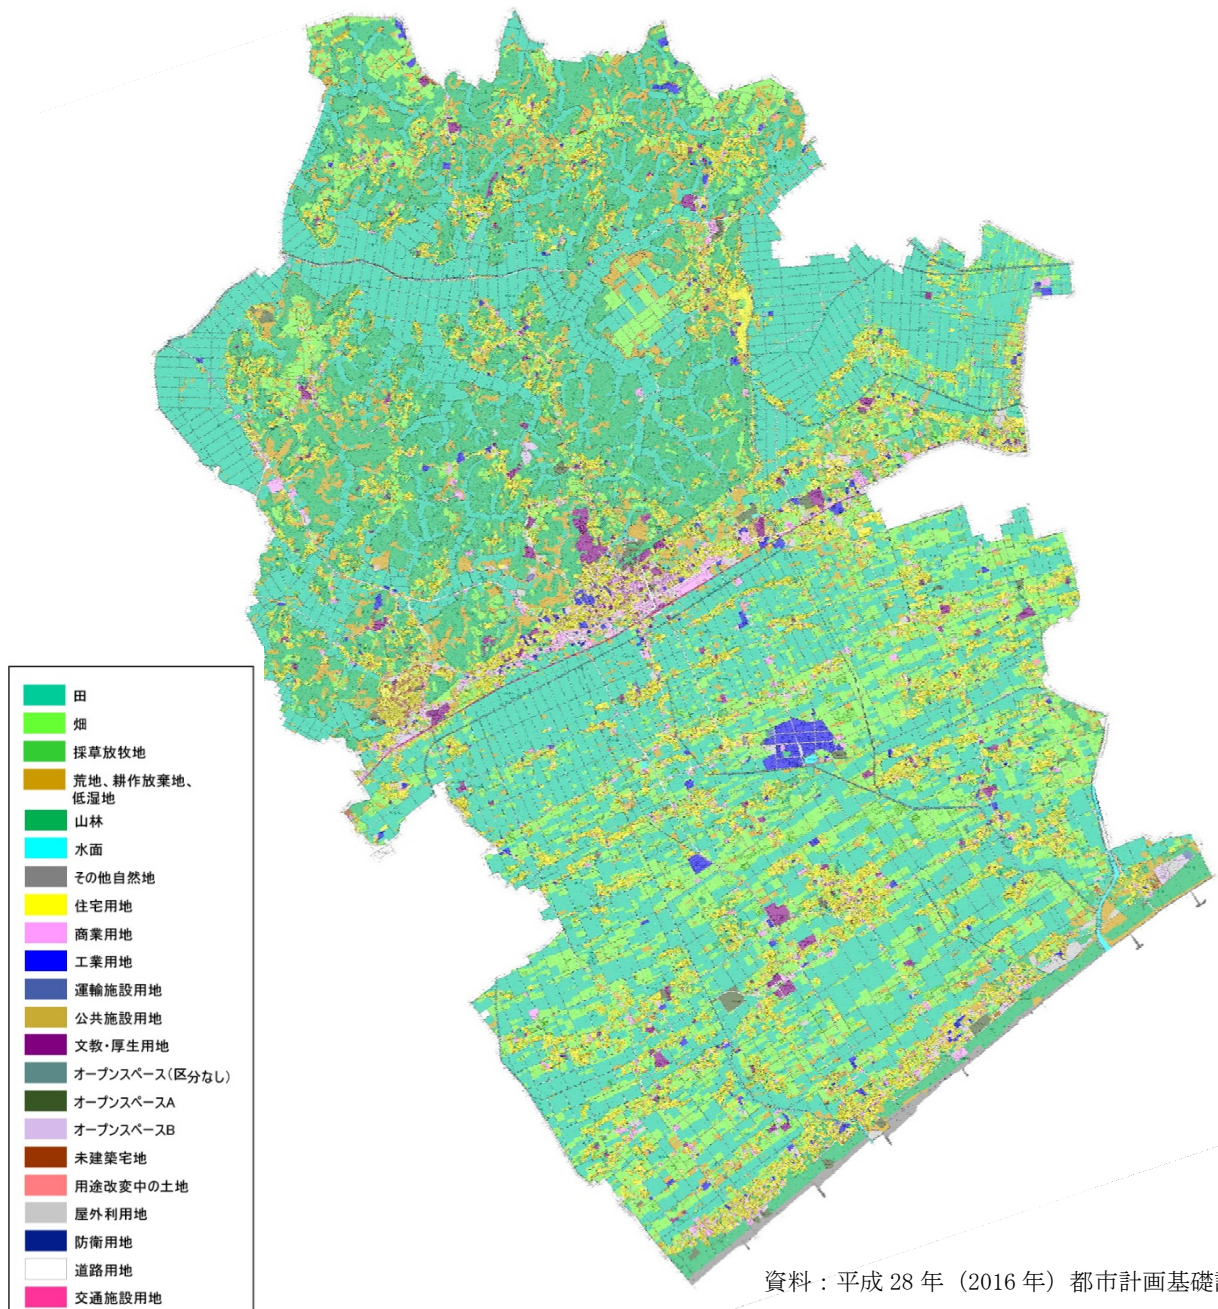 田
畑
採草放牧地
荒地、耕作放棄地、
低湿地
山林
水面
その他自然地
住宅用地
商業用地
工業用地
運輸施設用地
公共施設用地
文教・厚生用地
オープンスペース(区分なし)
オープンスペースA
オープンスペースB
未建築宅地
用途改変中の土地
屋外利用地
防衛用地
道路用地
交通施設用地
資料：平成 28 年（2016 年）都市計画基礎